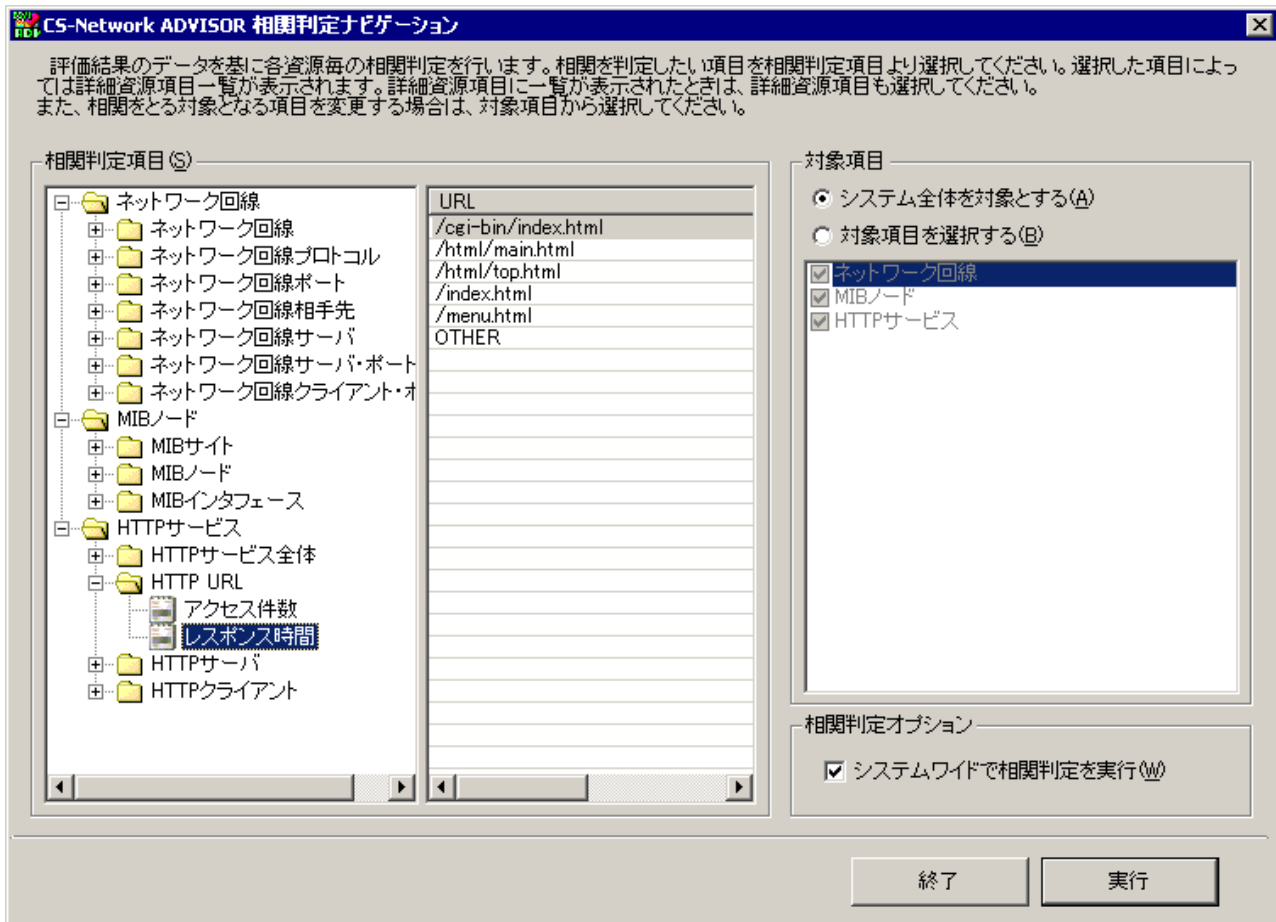 CS-Network ADVISOR 相関判定ナビゲーション
評価結果のデータを基に各資源毎の相関判定を行います。相関を判定したい項目を相関判定項目より選択してください。選択した項目によっ
ては詳細資源項目一覧が表示されます。詳細資源項目に一覧が表示されたときは、詳細資源項目も選択してください。
また、相関をとる対象となる項目を変更する場合は、対象項目から選択してください。
相関判定項目(S)
ネットワーク回線
ネットワーク回線
ネットワーク回線プロトコル
ネットワーク回線ポート
ネットワーク回線相手先
ネットワーク回線サーバ
ネットワーク回線サーバ・ポート
ネットワーク回線クライアント・ポ
MIBノード
MIBサイト
MIBノード
MIBインタフェース
HTTPサービス
HTTPサービス全体
HTTP URL
アクセス件数
レスポンス時間
HTTPサーバ
HTTPクライアント
URL
/cgi-bin/index.html
/html/main.html
/html/top.html
/index.html
/menu.html
OTHER
対象項目
システム全体を対象とする(A)
対象項目を選択する(B)
ネットワーク回線
MIBノード
HTTPサービス
相関判定オプション
システムワイドで相関判定を実行(W)
終了
実行